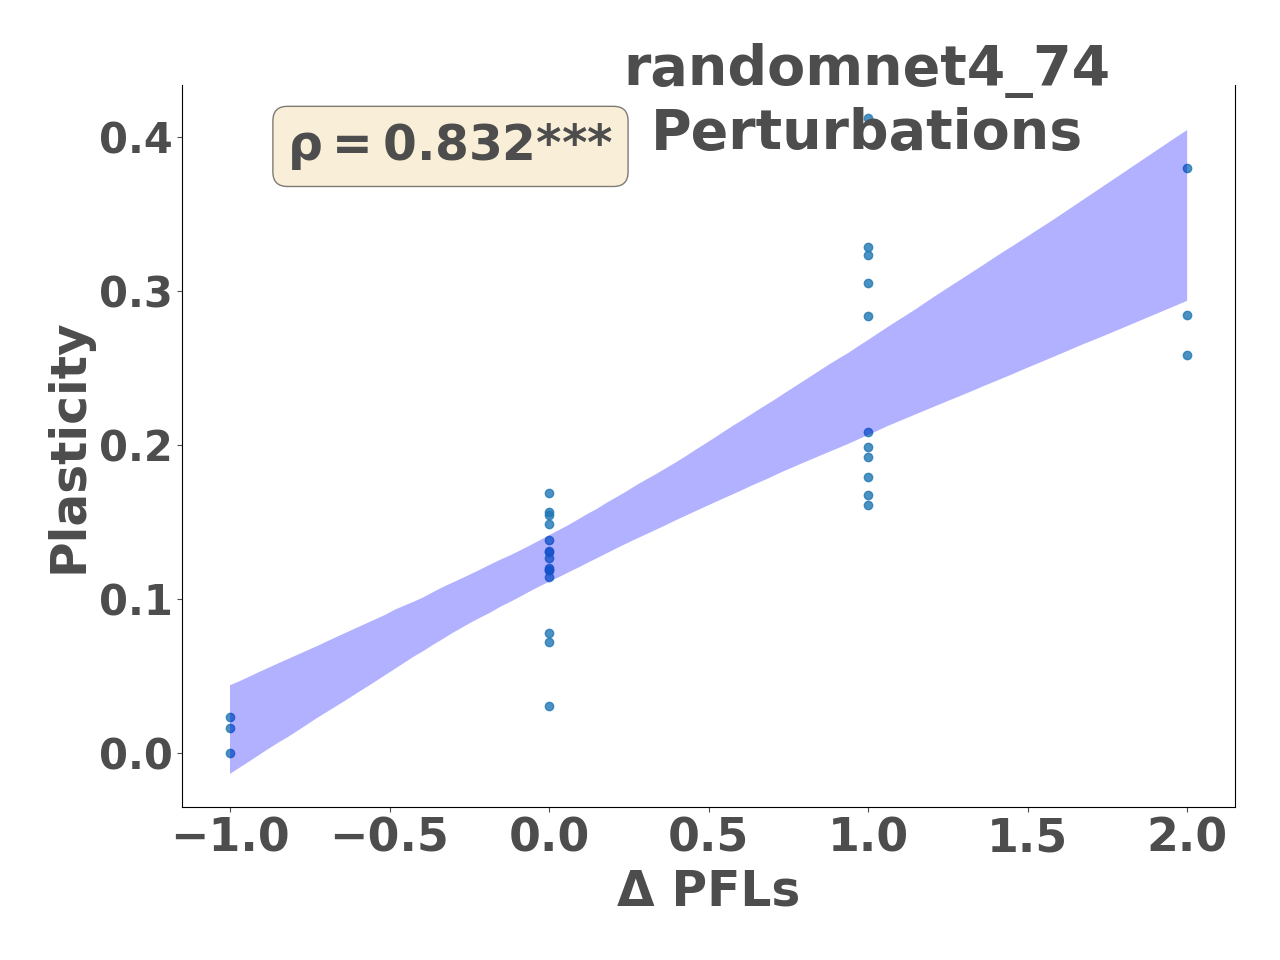 randomnet4_74
Perturbations
ρ = 0.832***
Plasticity
0.4
0.3
0.2
0.1
0.0
−1.0 −0.5 0.0 0.5 1.0 1.5 2.0
Δ PFLs